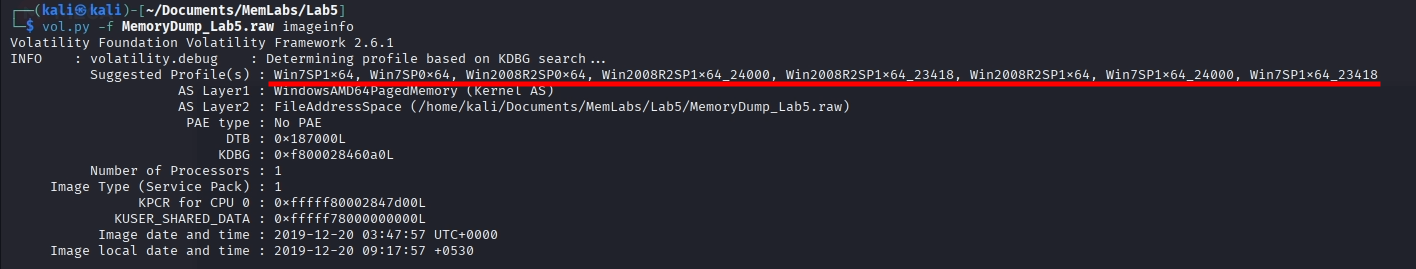 ┌──(kali㉿kali)-[~/Documents/MemLabs/Lab5]
└─$ vol.py -f MemoryDump_Lab5.raw imageinfo
Volatility Foundation Volatility Framework 2.6.1
INFO    : volatility.debug    : Determining profile based on KDBG search...
Suggested Profile(s) : Win7SP1x64, Win7SP0x64, Win2008R2SP0x64, Win2008R2SP1x64_24000, Win2008R2SP1x64_23418, Win2008R2SP1x64, Win7SP1x64_24000, Win7SP1x64_23418
AS Layer1 : WindowsAMD64PagedMemory (Kernel AS)
AS Layer2 : FileAddressSpace (/home/kali/Documents/MemLabs/Lab5/MemoryDump_Lab5.raw)
PAE type : No PAE
DTB : 0x187000L
KDBG : 0xf800028460a0L
Number of Processors : 1
Image Type (Service Pack) : 1
KPCR for CPU 0 : 0xfffff80002847d00L
KUSER_SHARED_DATA : 0xfffff78000000000L
Image date and time : 2019-12-20 03:47:57 UTC+0000
Image local date and time : 2019-12-20 09:17:57 +0530